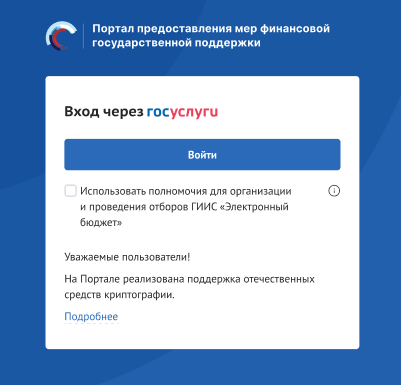 Портал предоставления мер финансовой
государственной поддержки
Вход через госуслуги
Войти
Использовать полномочия для организации
и проведения отборов ГИИС «Электронный
бюджет»
Уважаемые пользователи!
На Портале реализована поддержка отечественных
средств криптографии.
Подробнее